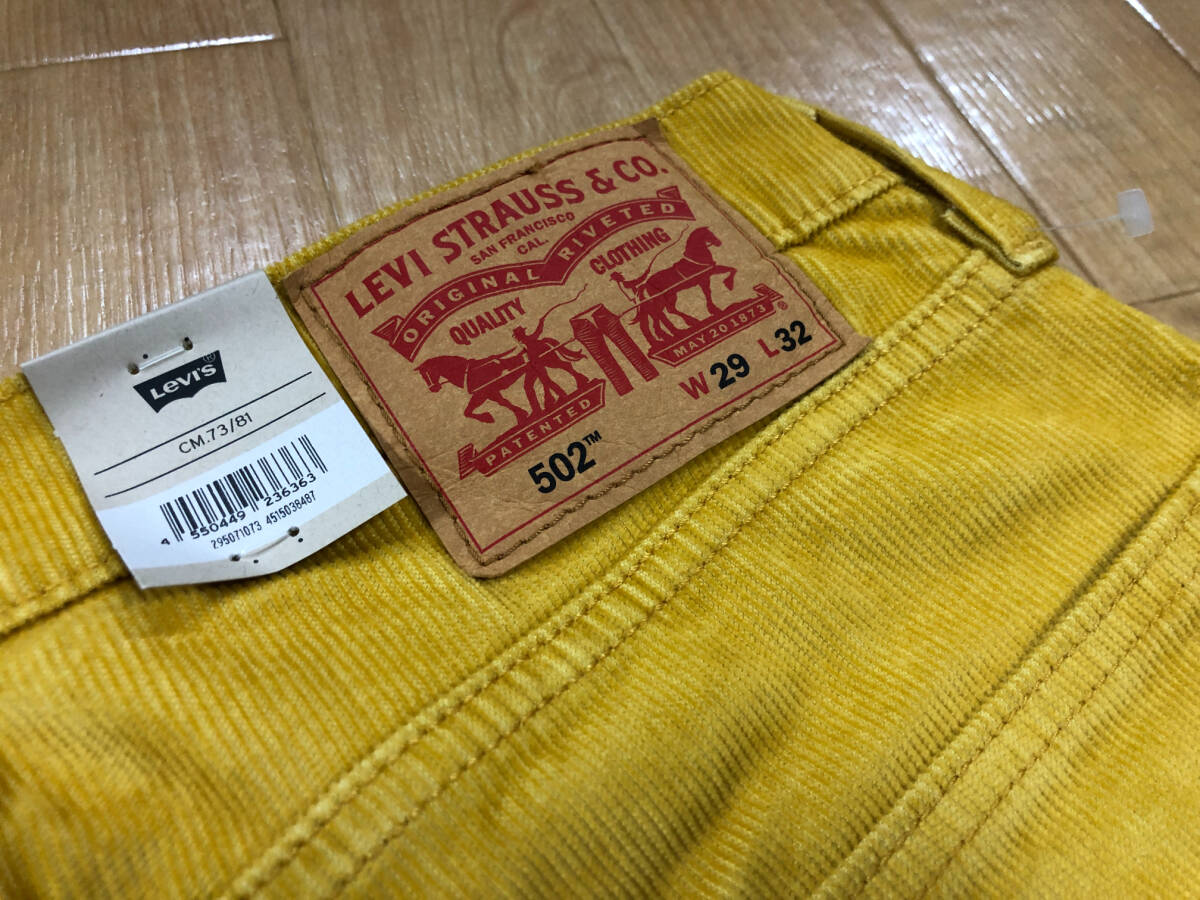 LEVI STRAUSS & CO.
SAN FRANCISCO
CAL.
ORIGINAL RIVETED
QUALITY CLOTHING
PATENTED
MAY 20 1873
®
502™
W 29 L 32
Levi's®
CM.73/81
4 550449 236363
295071073 4515038487